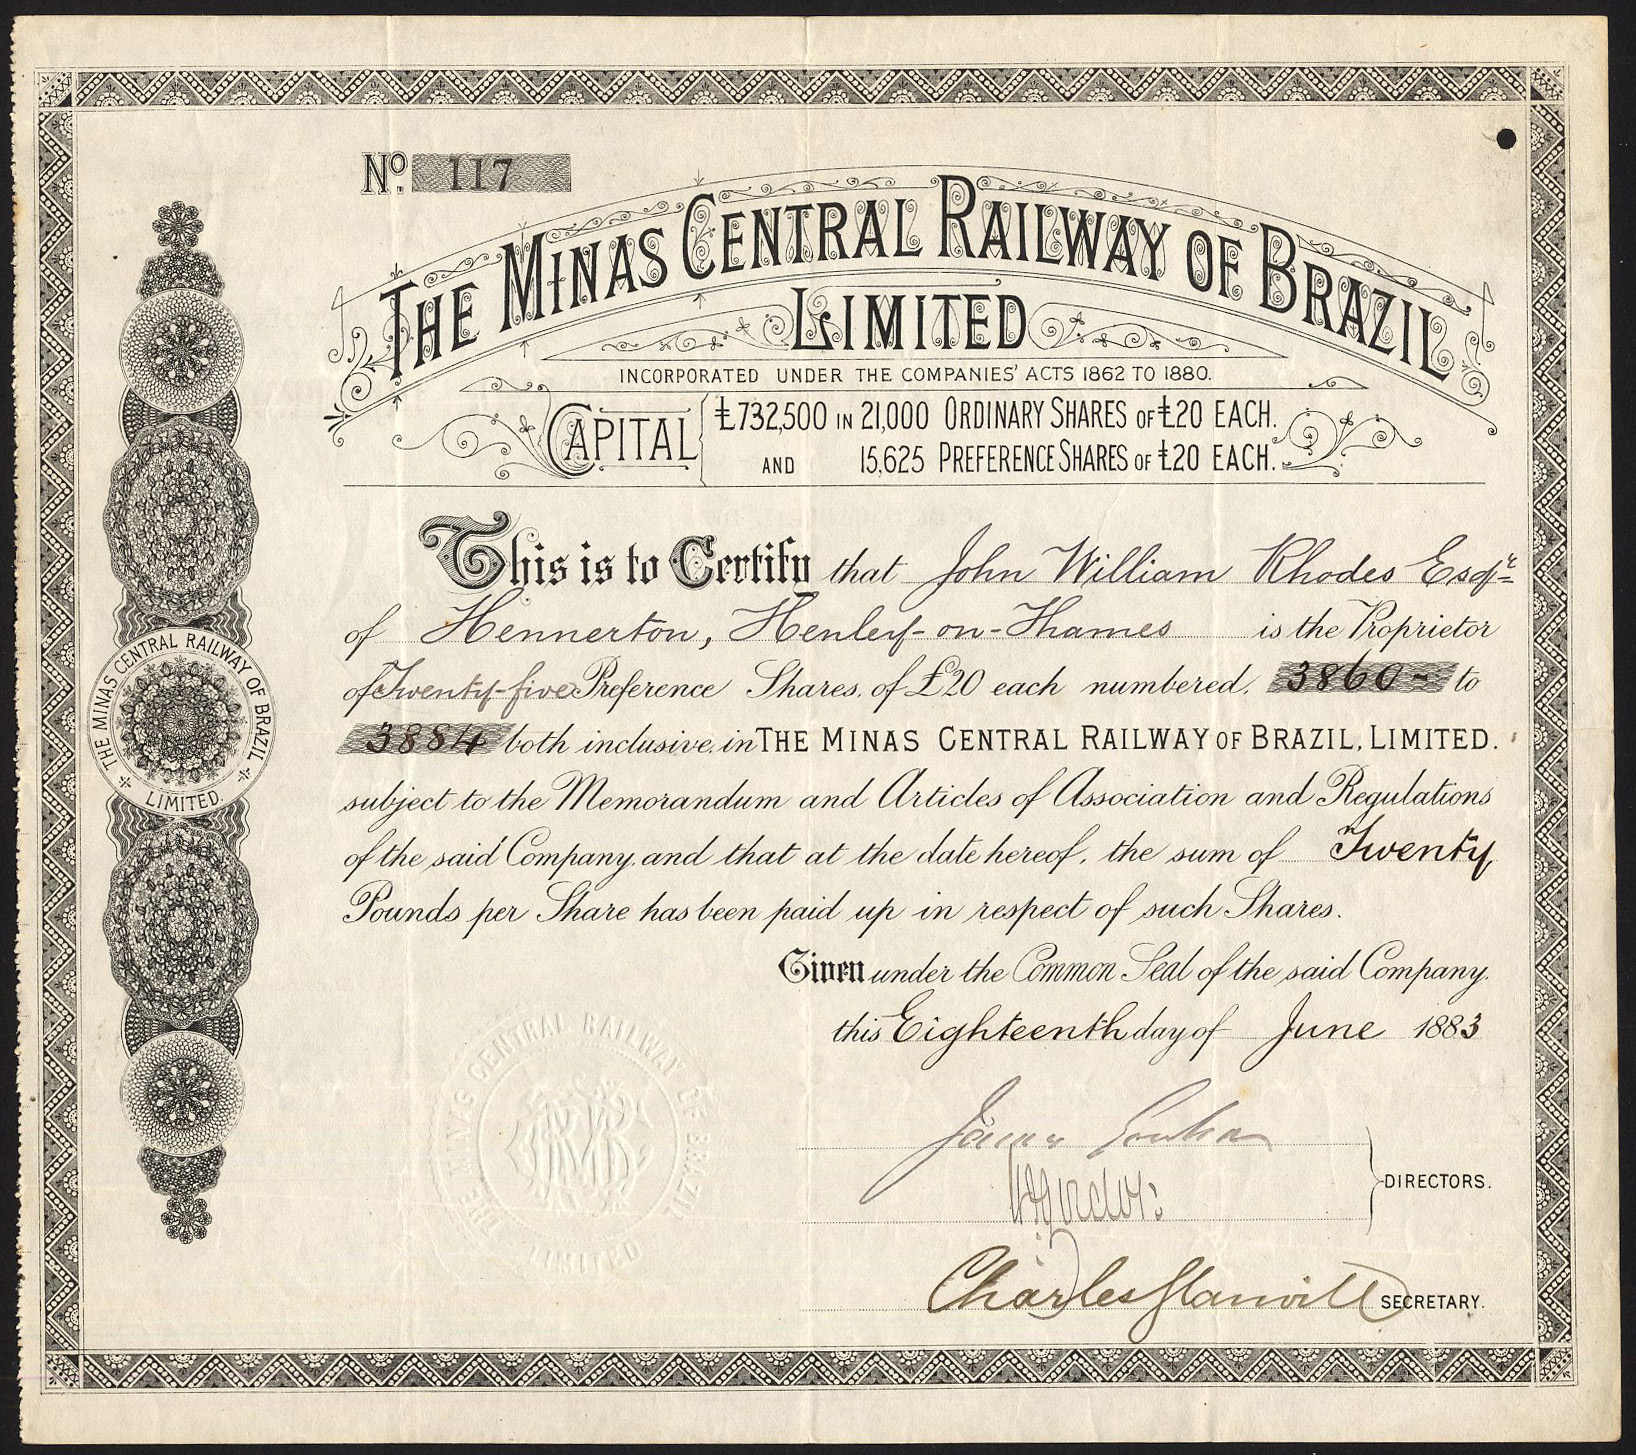 No. 117
THE MINAS CENTRAL RAILWAY OF BRAZIL
LIMITED
INCORPORATED UNDER THE COMPANIES' ACTS 1862 TO 1880.
CAPITAL £732,500 IN 21,000 ORDINARY SHARES OF £20 EACH.
AND 15,625 PREFERENCE SHARES OF £20 EACH.
This is to Certify that John William Rhodes Esqre
of Hennerton, Henley-on-Thames is the Proprietor
of Twenty-five Preference Shares of £20 each numbered 3860- to
3884 both inclusive in THE MINAS CENTRAL RAILWAY OF BRAZIL, LIMITED.
subject to the Memorandum and Articles of Association and Regulations
of the said Company, and that at the date hereof, the sum of Twenty
Pounds per Share has been paid up in respect of such Shares.
Given under the Common Seal of the said Company.
this Eighteenth day of June 1883
DIRECTORS.
Charles SECRETARY.
THE MINAS CENTRAL RAILWAY OF BRAZIL
LIMITED
THE MINAS CENTRAL RAILWAY OF BRAZIL
LIMITED